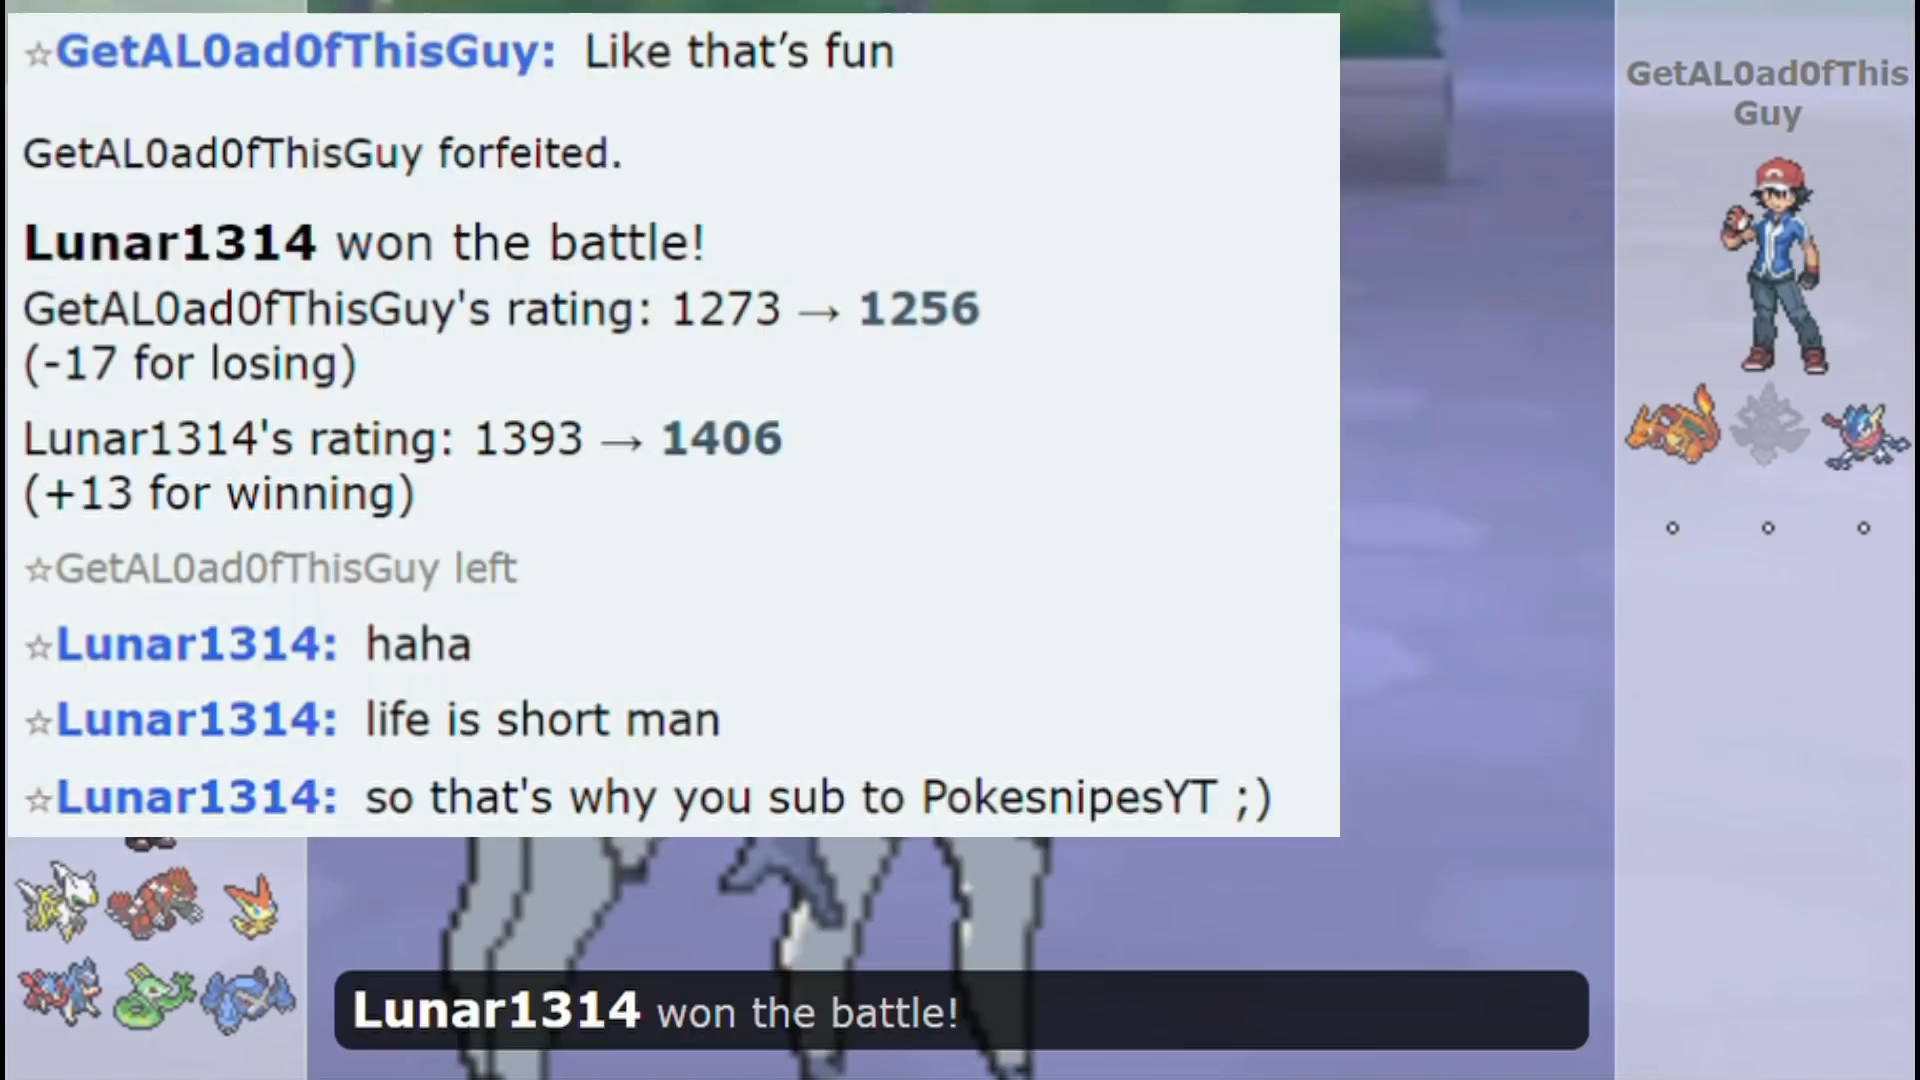 ☆GetAL0ad0fThisGuy: Like that’s fun
GetAL0ad0fThisGuy forfeited.
Lunar1314 won the battle!
GetAL0ad0fThisGuy's rating: 1273 → 1256
(-17 for losing)
Lunar1314's rating: 1393 → 1406
(+13 for winning)
☆GetAL0ad0fThisGuy left
☆Lunar1314: haha
☆Lunar1314: life is short man
☆Lunar1314: so that's why you sub to PokesnipesYT ;)
GetAL0ad0fThis
Guy
Lunar1314 won the battle!